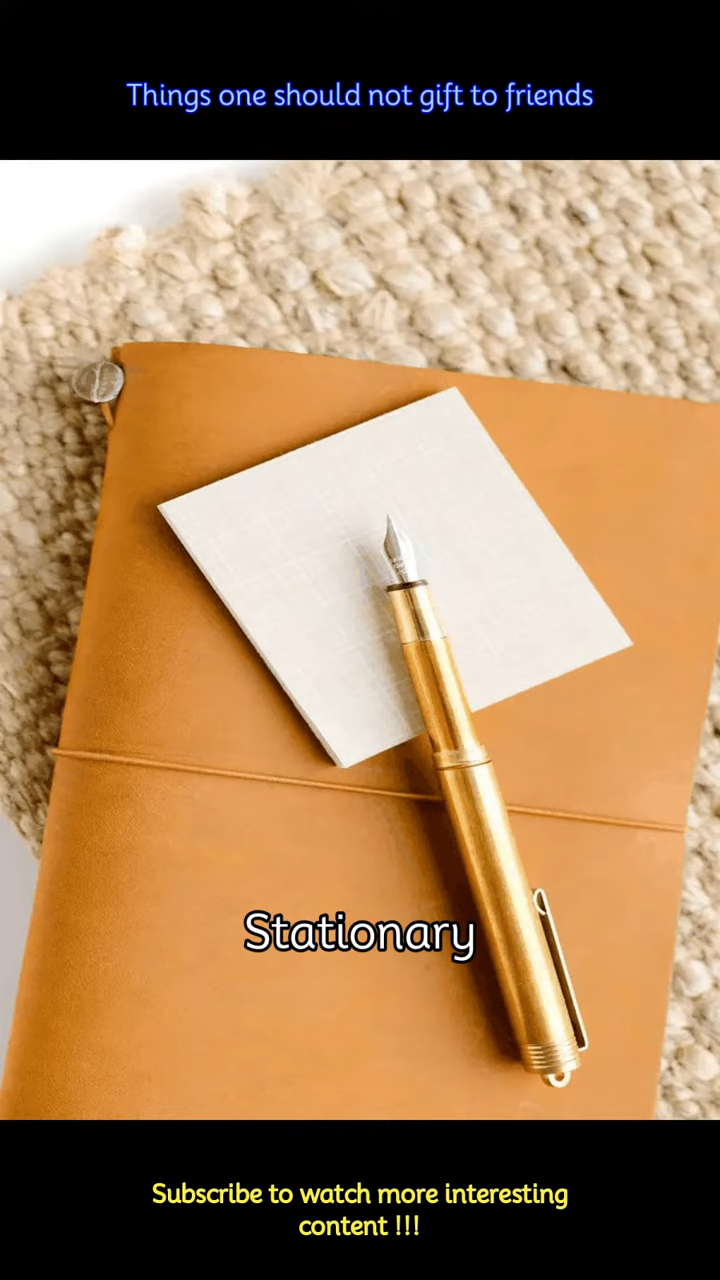 Things one should not gift to friends
Stationary
Subscribe to watch more interesting
content !!!